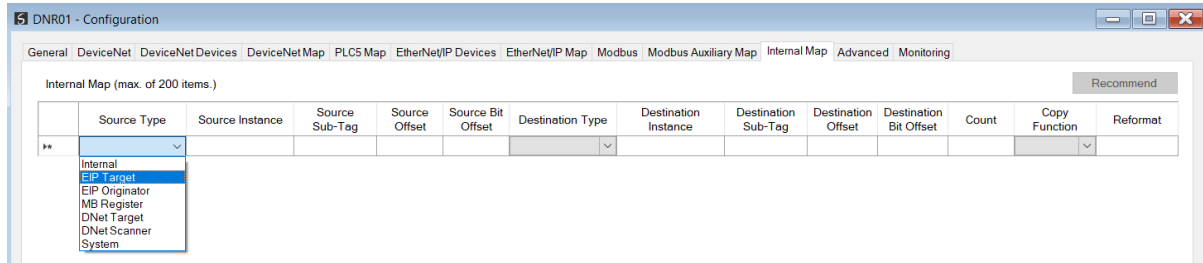 DNR01 - Configuration
General DeviceNet DeviceNet Devices DeviceNet Map PLC5 Map EtherNet/IP Devices EtherNet/IP Map Modbus Modbus Auxiliary Map Internal Map Advanced Monitoring
Internal Map (max. of 200 items.) Recommend
Source Type Source Instance Source Sub-Tag Source Offset Source Bit Offset Destination Type Destination Instance Destination Sub-Tag Destination Offset Destination Bit Offset Count Copy Function Reformat
Internal
EIP Target
EIP Originator
MB Register
DNet Target
DNet Scanner
System